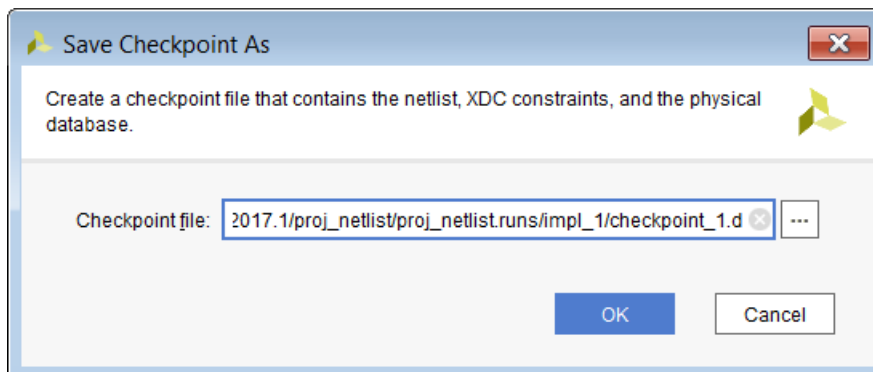 Save Checkpoint As
Create a checkpoint file that contains the netlist, XDC constraints, and the physical
database.
Checkpoint file: 2017.1/proj_netlist/proj_netlist.runs/impl_1/checkpoint_1.d ...
OK Cancel